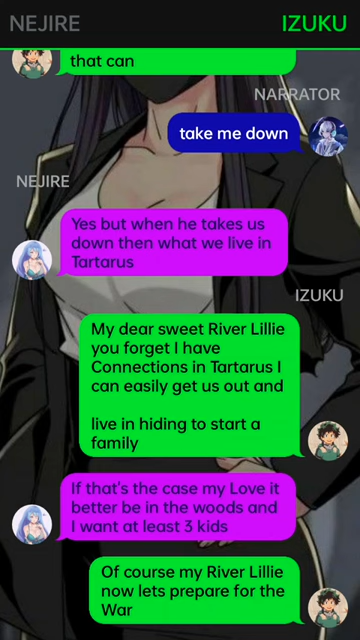 NEJIRE
IZUKU
that can
NARRATOR
take me down
NEJIRE
Yes but when he takes us
down then what we live in
Tartarus
IZUKU
My dear sweet River Lillie
you forget I have
Connections in Tartarus I
can easily get us out and
live in hiding to start a
family
If that's the case my Love it
better be in the woods and
I want at least 3 kids
Of course my River Lillie
now lets prepare for the
War